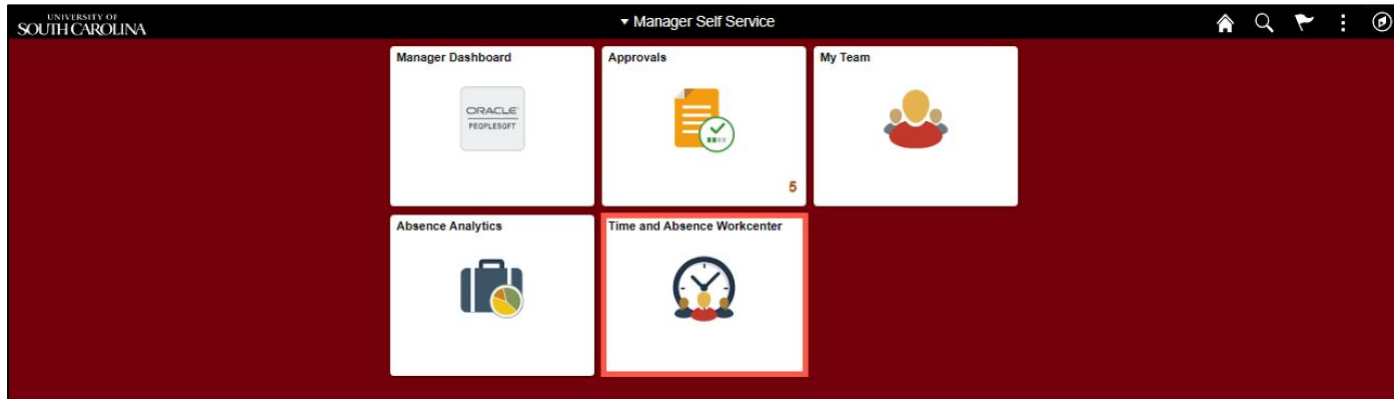 UNIVERSITY OF
SOUTH CAROLINA
Manager Self Service
Manager Dashboard
ORACLE
PEOPLESOFT
Approvals
5
My Team
Absence Analytics
Time and Absence Workcenter